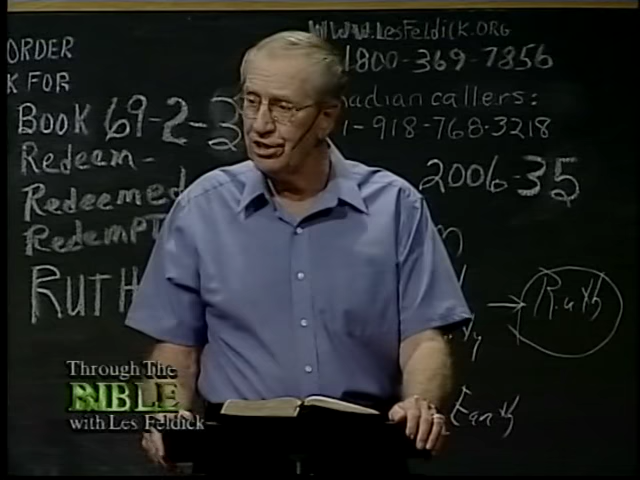 WWW.LESFELDICK.ORG
ORDER
1800-369-7856
K FOR
adian callers:
BOOK 69-2-3
1-918-768-3218
Redeem-
2006-35
Redeemed
REDEMPT
RUTH
Ruth
Through The
BIBLE
with Les Feldick
Earth